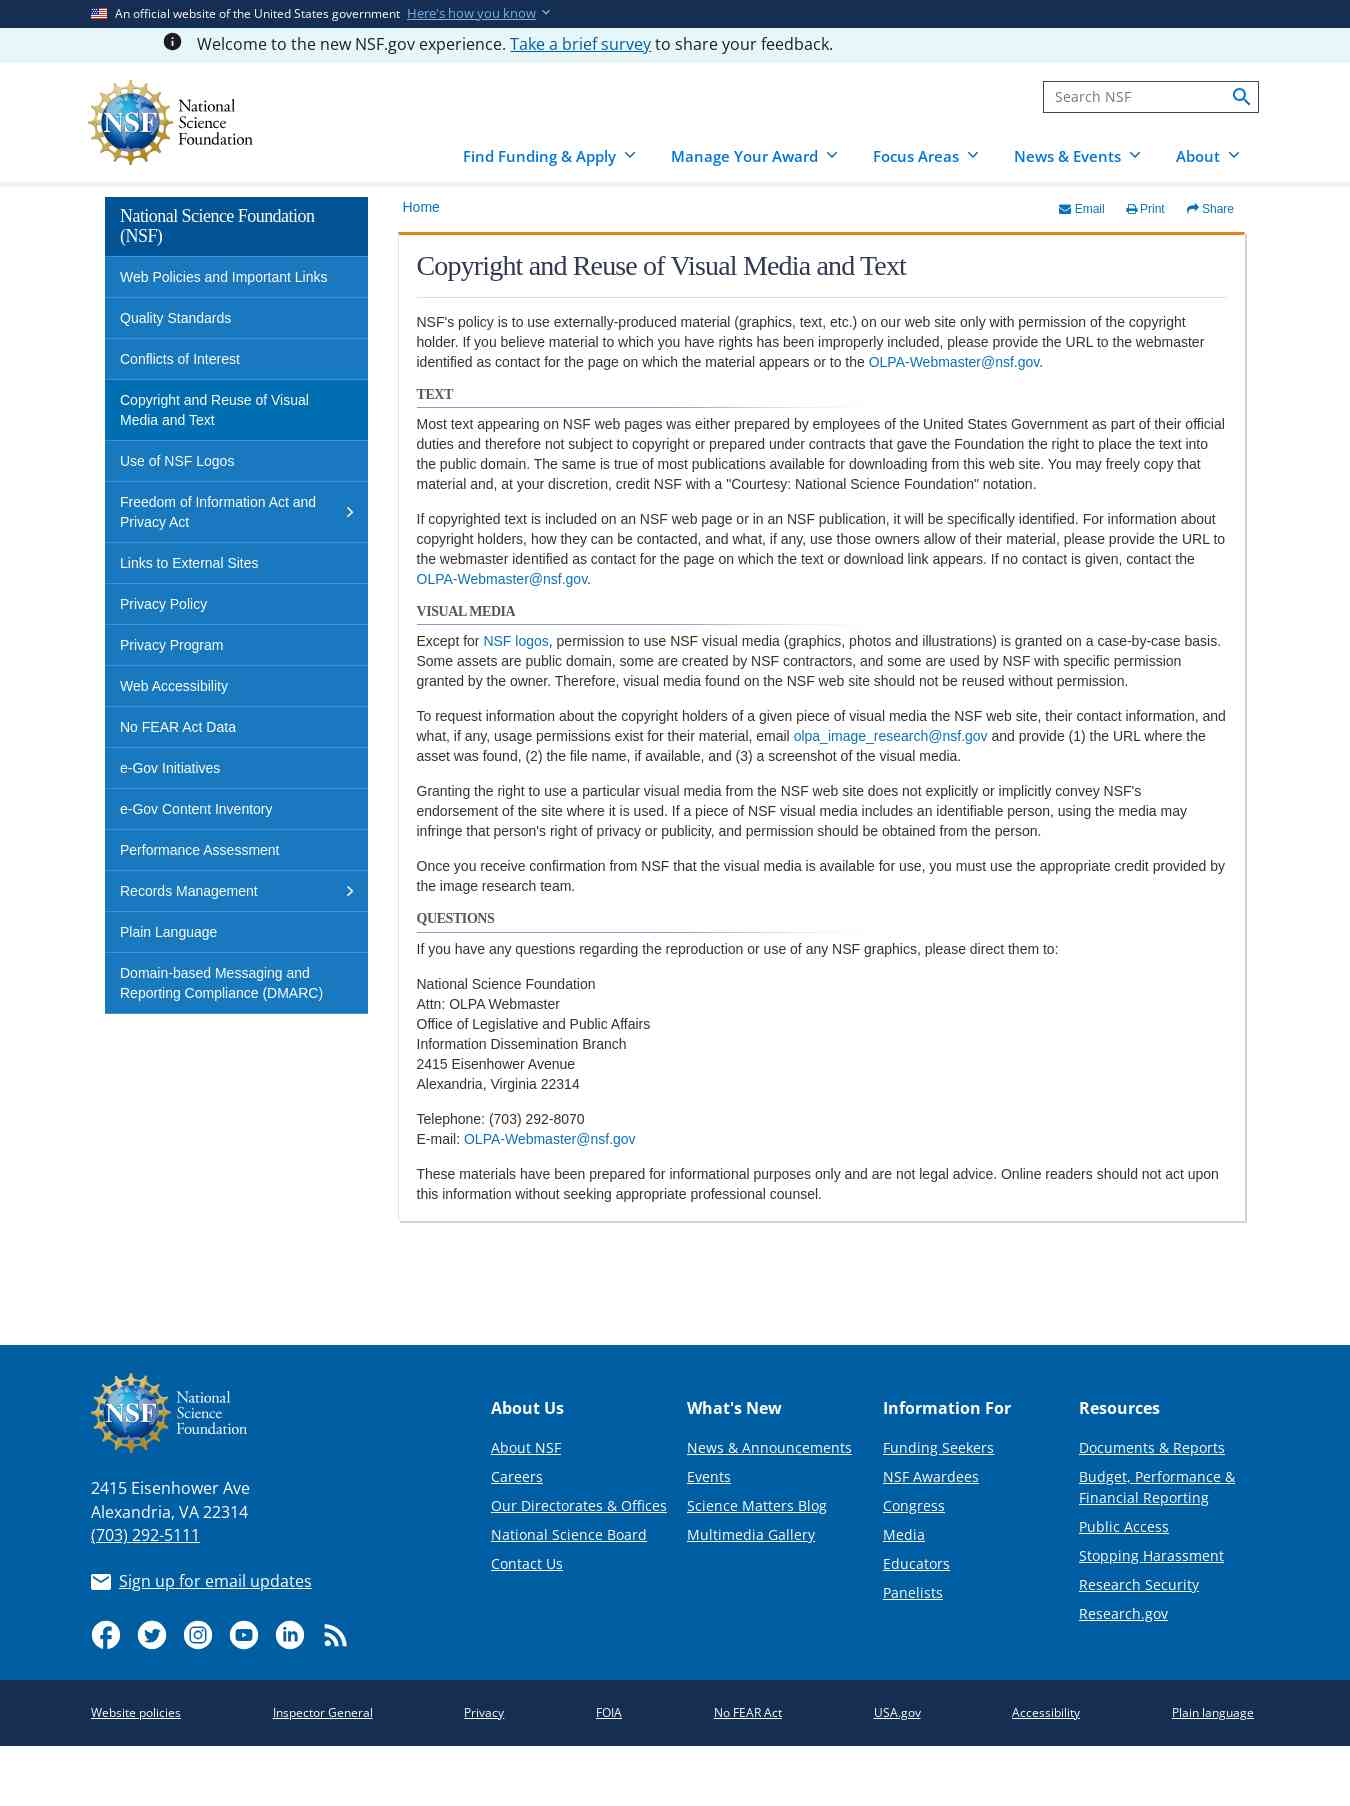 An official website of the United States government Here's how you know
Welcome to the new NSF.gov experience. Take a brief survey to share your feedback.
NSF
National
Science
Foundation
Search NSF
Find Funding & Apply
Manage Your Award
Focus Areas
News & Events
About
National Science Foundation
(NSF)
Web Policies and Important Links
Quality Standards
Conflicts of Interest
Copyright and Reuse of Visual
Media and Text
Use of NSF Logos
Freedom of Information Act and
Privacy Act
Links to External Sites
Privacy Policy
Privacy Program
Web Accessibility
No FEAR Act Data
e-Gov Initiatives
e-Gov Content Inventory
Performance Assessment
Records Management
Plain Language
Domain-based Messaging and
Reporting Compliance (DMARC)
Home
Email
Print
Share
Copyright and Reuse of Visual Media and Text
NSF's policy is to use externally-produced material (graphics, text, etc.) on our web site only with permission of the copyright
holder. If you believe material to which you have rights has been improperly included, please provide the URL to the webmaster
identified as contact for the page on which the material appears or to the OLPA-Webmaster@nsf.gov.
TEXT
Most text appearing on NSF web pages was either prepared by employees of the United States Government as part of their official
duties and therefore not subject to copyright or prepared under contracts that gave the Foundation the right to place the text into
the public domain. The same is true of most publications available for downloading from this web site. You may freely copy that
material and, at your discretion, credit NSF with a "Courtesy: National Science Foundation" notation.
If copyrighted text is included on an NSF web page or in an NSF publication, it will be specifically identified. For information about
copyright holders, how they can be contacted, and what, if any, use those owners allow of their material, please provide the URL to
the webmaster identified as contact for the page on which the text or download link appears. If no contact is given, contact the
OLPA-Webmaster@nsf.gov.
VISUAL MEDIA
Except for NSF logos, permission to use NSF visual media (graphics, photos and illustrations) is granted on a case-by-case basis.
Some assets are public domain, some are created by NSF contractors, and some are used by NSF with specific permission
granted by the owner. Therefore, visual media found on the NSF web site should not be reused without permission.
To request information about the copyright holders of a given piece of visual media the NSF web site, their contact information, and
what, if any, usage permissions exist for their material, email olpa_image_research@nsf.gov and provide (1) the URL where the
asset was found, (2) the file name, if available, and (3) a screenshot of the visual media.
Granting the right to use a particular visual media from the NSF web site does not explicitly or implicitly convey NSF's
endorsement of the site where it is used. If a piece of NSF visual media includes an identifiable person, using the media may
infringe that person's right of privacy or publicity, and permission should be obtained from the person.
Once you receive confirmation from NSF that the visual media is available for use, you must use the appropriate credit provided by
the image research team.
QUESTIONS
If you have any questions regarding the reproduction or use of any NSF graphics, please direct them to:
National Science Foundation
Attn: OLPA Webmaster
Office of Legislative and Public Affairs
Information Dissemination Branch
2415 Eisenhower Avenue
Alexandria, Virginia 22314
Telephone: (703) 292-8070
E-mail: OLPA-Webmaster@nsf.gov
These materials have been prepared for informational purposes only and are not legal advice. Online readers should not act upon
this information without seeking appropriate professional counsel.
NSF
National
Science
Foundation
2415 Eisenhower Ave
Alexandria, VA 22314
(703) 292-5111
Sign up for email updates
About Us
About NSF
Careers
Our Directorates & Offices
National Science Board
Contact Us
What's New
News & Announcements
Events
Science Matters Blog
Multimedia Gallery
Information For
Funding Seekers
NSF Awardees
Congress
Media
Educators
Panelists
Resources
Documents & Reports
Budget, Performance &
Financial Reporting
Public Access
Stopping Harassment
Research Security
Research.gov
Website policies
Inspector General
Privacy
FOIA
No FEAR Act
USA.gov
Accessibility
Plain language